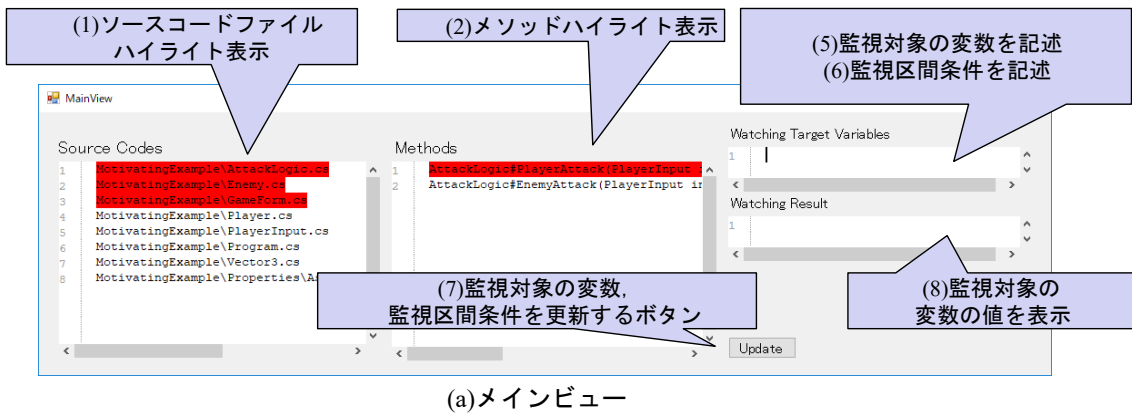 (1)ソースコードファイル
ハイライト表示
(2)メソッドハイライト表示
(5)監視対象の変数を記述
(6)監視区間条件を記述
MainView
Source Codes
1 MotivatingExample\AttackLogic.cs
2 MotivatingExample\Enemy.cs
3 MotivatingExample\GameForm.cs
4 MotivatingExample\Player.cs
5 MotivatingExample\PlayerInput.cs
6 MotivatingExample\Program.cs
7 MotivatingExample\Vector3.cs
8 MotivatingExample\Properties\As
Methods
1 AttackLogic#PlayerAttack(PlayerInput
2 AttackLogic#EnemyAttack(PlayerInput in
Watching Target Variables
1
Watching Result
1
(7)監視対象の変数,
監視区間条件を更新するボタン
(8)監視対象の
変数の値を表示
Update
(a)メインビュー